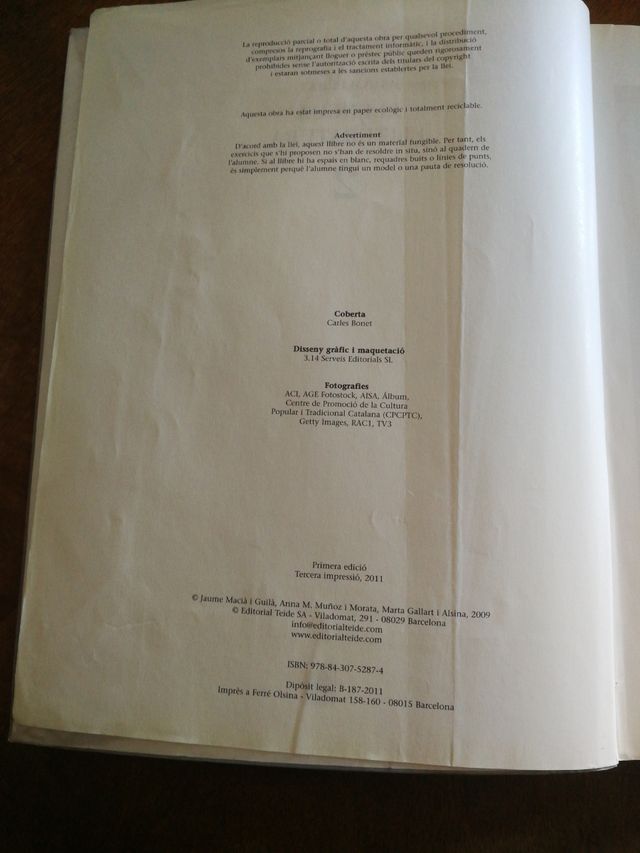 La reproducció parcial o total d'aquesta obra per qualsevol procediment,
compresos la reprografia i el tractament informàtic, i la distribució
d'exemplars mitjançant lloguer o préstec públic queden rigorosament
prohibides sense l'autorització escrita dels titulars del copyright
i estaran sotmeses a les sancions establertes per la llei.
Aquesta obra ha estat impresa en paper ecològic i totalment reciclable.
Advertiment
D'acord amb la llei, aquest llibre no és un material fungible. Per tant, els
exercicis que s'hi proposen no s'han de resoldre in situ, sinó al quadern de
l'alumne. Si al llibre hi ha espais en blanc, requadres buits o línies de punts,
és simplement perquè l'alumne tingui un model o una pauta de resolució.
Coberta
Carles Bonet
Disseny gràfic i maquetació
3.14 Serveis Editorials SL
Fotografies
ACI, AGE Fotostock, AISA, Álbum,
Centre de Promoció de la Cultura
Popular i Tradicional Catalana (CPCPTC),
Getty Images, RAC1, TV3
Primera edició
Tercera impressió, 2011
© Jaume Macià i Guilà, Anna M. Muñoz i Morata, Marta Gallart i Alsina, 2009
© Editorial Teide SA - Viladomat, 291 - 08029 Barcelona
info@editorialteide.com
www.editorialteide.com
ISBN: 978-84-307-5287-4
Dipòsit legal: B-187-2011
Imprès a Ferré Olsina - Viladomat 158-160 - 08015 Barcelona